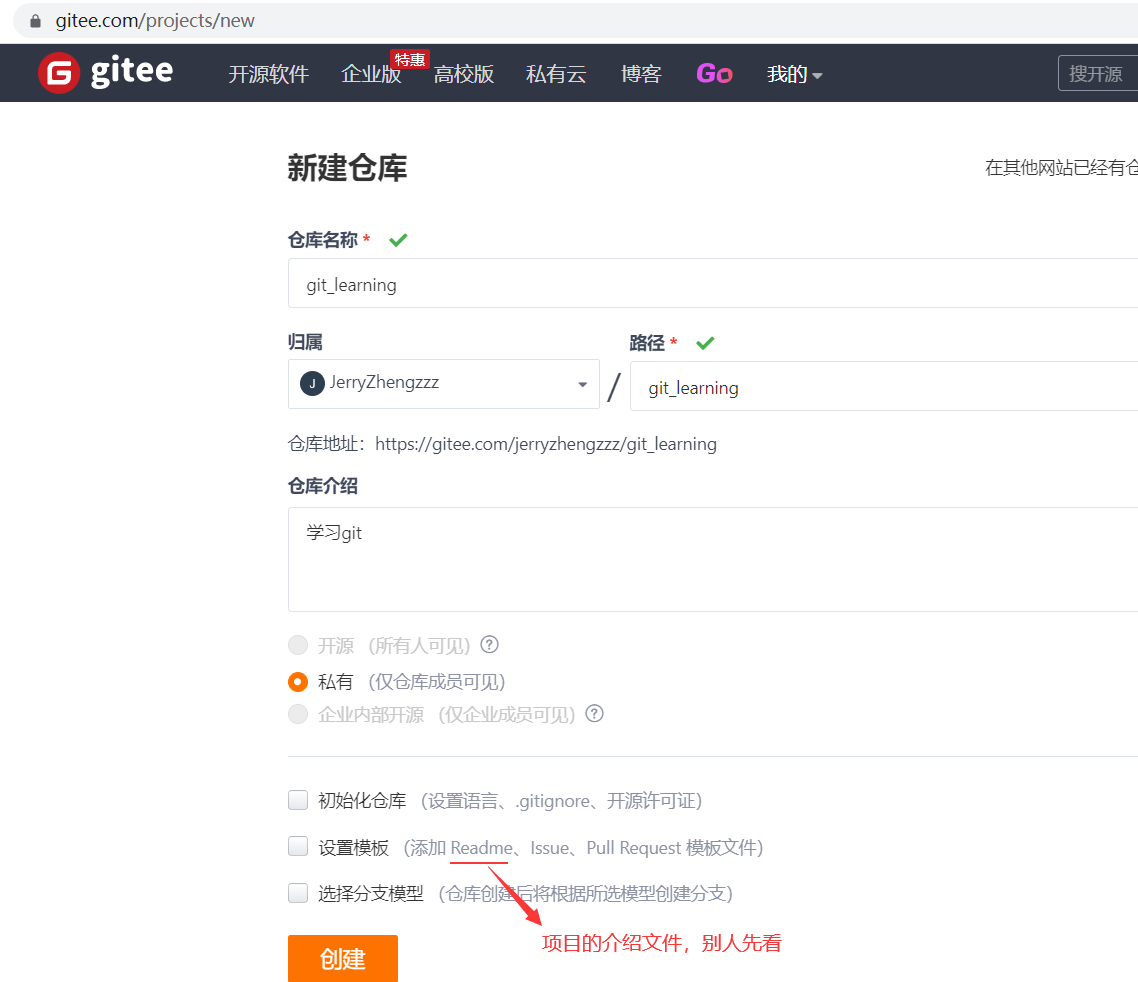 gitee.com/projects/new
gitee 开源软件 企业版 特惠 高校版 私有云 博客 Go 我的 搜开源
新建仓库
在其他网站已经有仓
仓库名称 *
git_learning
归属 路径 *
J JerryZhengzzz / git_learning
仓库地址：https://gitee.com/jerryzhengzzz/git_learning
仓库介绍
学习git
开源 （所有人可见） ?
私有 （仅仓库成员可见）
企业内部开源 （仅企业成员可见） ?
初始化仓库 （设置语言、.gitignore、开源许可证）
设置模板 （添加 Readme、Issue、Pull Request 模板文件）
选择分支模型 （仓库创建后将根据所选模型创建分支）
项目的介绍文件，别人先看
创建